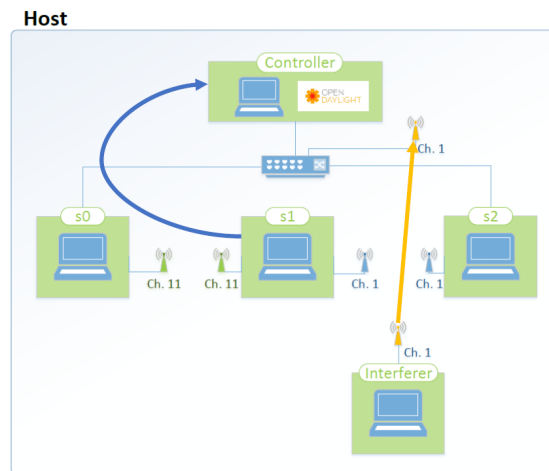 Host
Controller
OPEN
DAYLIGHT
Ch. 1
s0
s1
s2
Ch. 11
Ch. 11
Ch. 1
Ch. 1
Ch. 1
Interferer